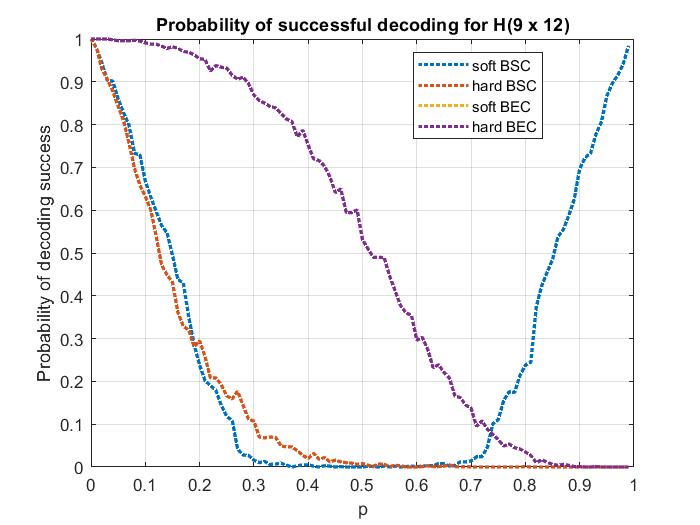 Probability of successful decoding for H(9 x 12)
1
0.9
0.8
0.7
0.6
0.5
0.4
0.3
0.2
0.1
0
Probability of decoding success
soft BSC
hard BSC
soft BEC
hard BEC
0 0.1 0.2 0.3 0.4 0.5 0.6 0.7 0.8 0.9 1
p